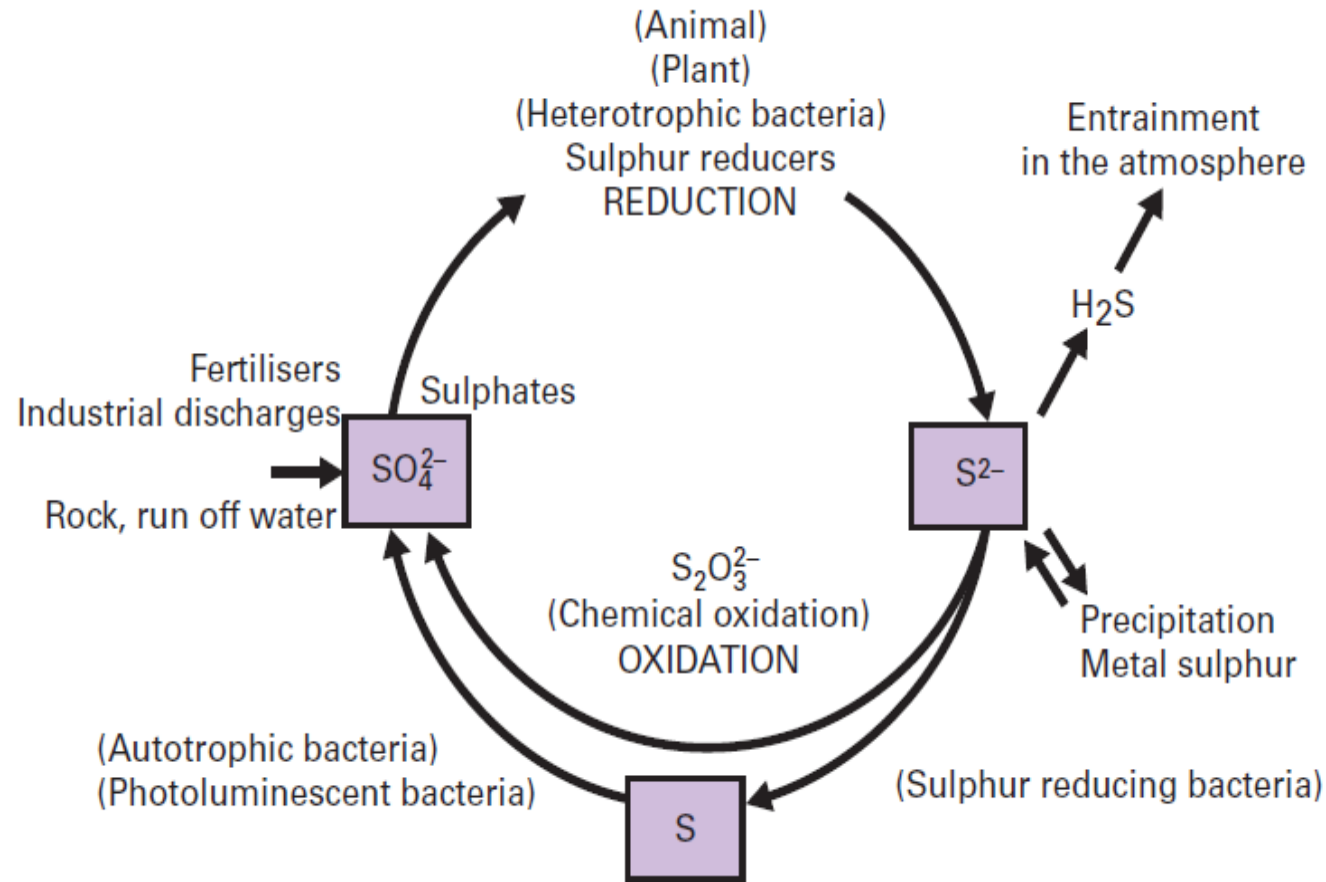 (Animal)
(Plant)
(Heterotrophic bacteria)
Sulphur reducers
REDUCTION
Entrainment
in the atmosphere
H₂S
Fertilisers
Industrial discharges
Sulphates
SO₄²⁻
Rock, run off water
S²⁻
S₂O₃²⁻
(Chemical oxidation)
OXIDATION
Precipitation
Metal sulphur
(Autotrophic bacteria)
(Photoluminescent bacteria)
(Sulphur reducing bacteria)
S